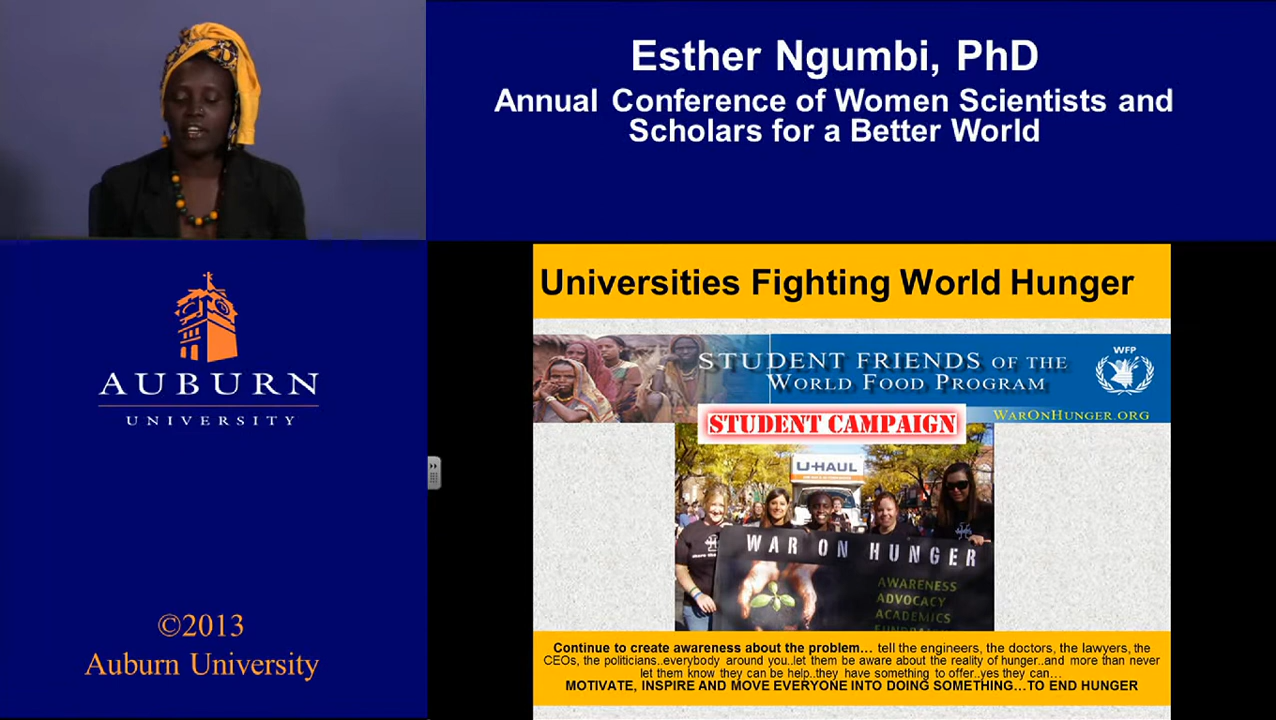 Esther Ngumbi, PhD
Annual Conference of Women Scientists and
Scholars for a Better World
AUBURN
UNIVERSITY
©2013
Auburn University
Universities Fighting World Hunger
STUDENT FRIENDS OF THE
WORLD FOOD PROGRAM
WFP
WARONHUNGER.ORG
STUDENT CAMPAIGN
U-HAUL
WAR ON HUNGER
AWARENESS
ADVOCACY
ACADEMICS
Continue to create awareness about the problem... tell the engineers, the doctors, the lawyers, the
CEOs, the politicians..everybody around you..let them be aware about the reality of hunger..and more than never
let them know they can be help..they have something to offer..yes they can...
MOTIVATE, INSPIRE AND MOVE EVERYONE INTO DOING SOMETHING...TO END HUNGER